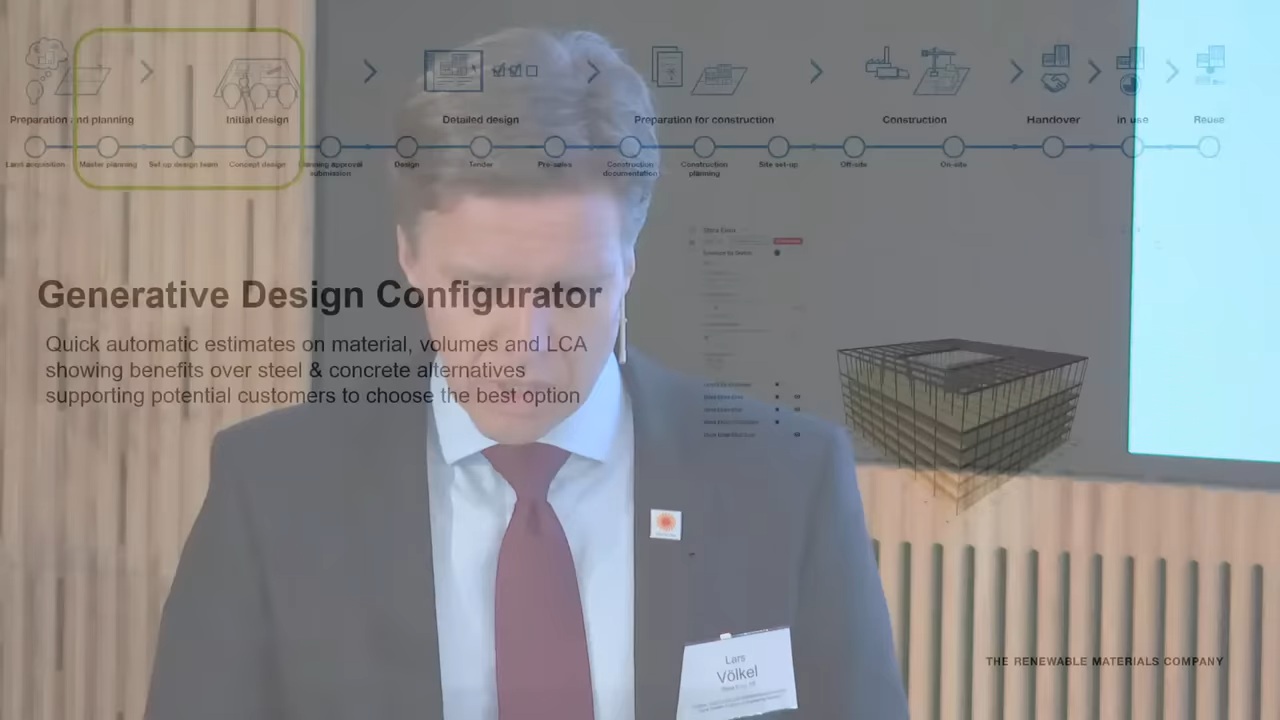 Preparation and planning
Initial design
Detailed design
Preparation for construction
Construction
Handover
in use
Reuse
Land acquisition
Master planning
Set up design team
Concept design
submission
Design
Tender
Pre-sales
Construction
documentation
Construction
planning
Site set-up
Off-site
On-site
Generative Design Configurator
Quick automatic estimates on material, volumes and LCA
showing benefits over steel & concrete alternatives
supporting potential customers to choose the best option
Lars
Völkel
THE RENEWABLE MATERIALS COMPANY